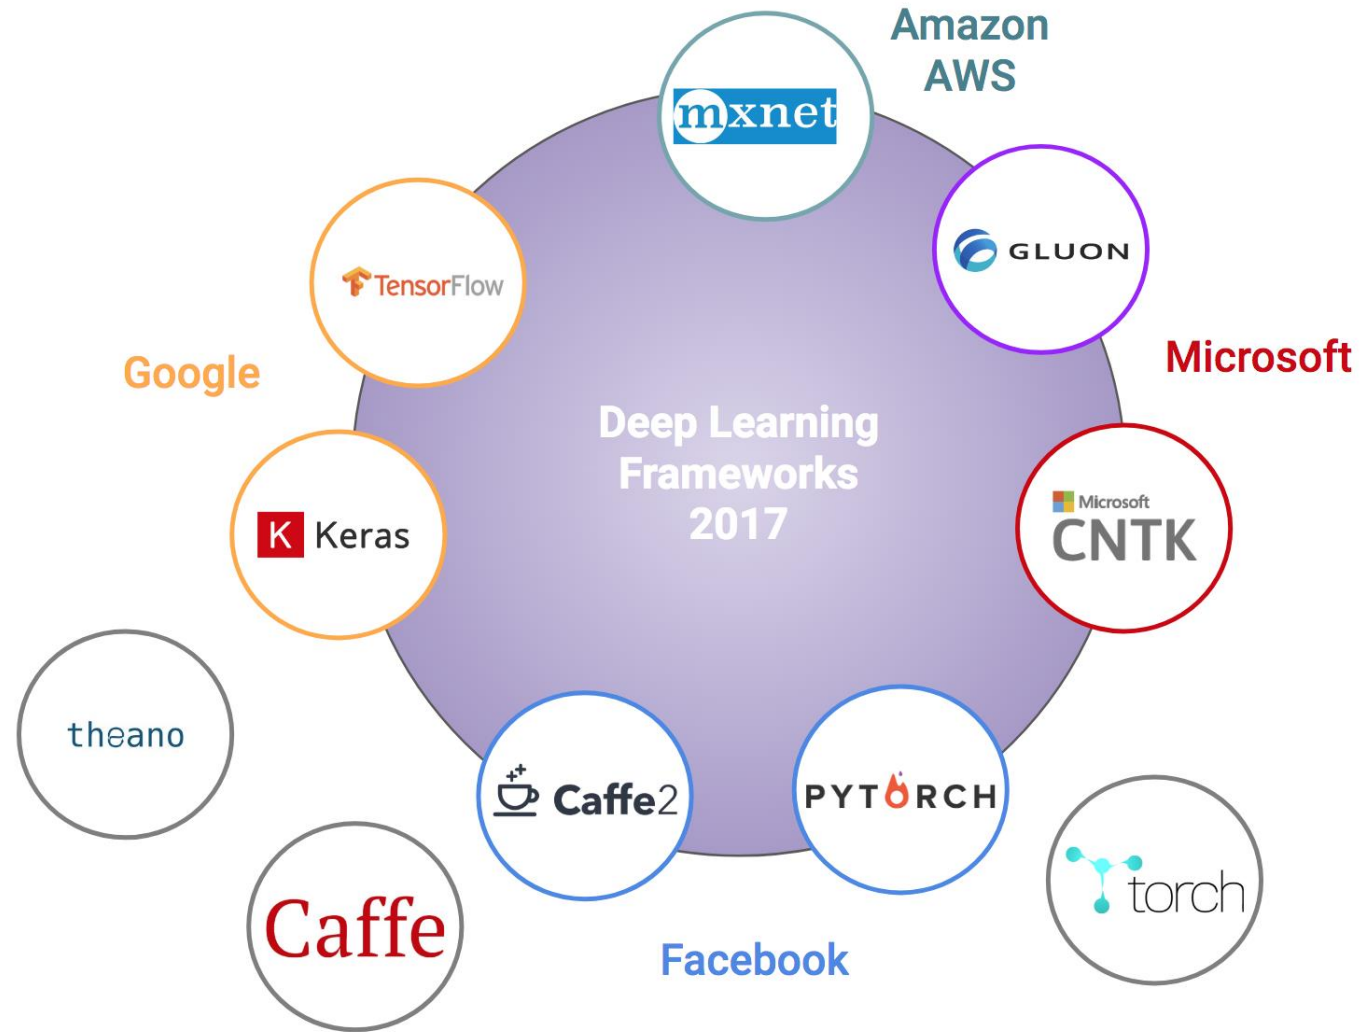 Amazon
AWS
mxnet
GLUON
TensorFlow
Google
Microsoft
Deep Learning
Frameworks
2017
Microsoft
CNTK
K Keras
theano
Caffe2
PYTORCH
torch
Caffe
Facebook